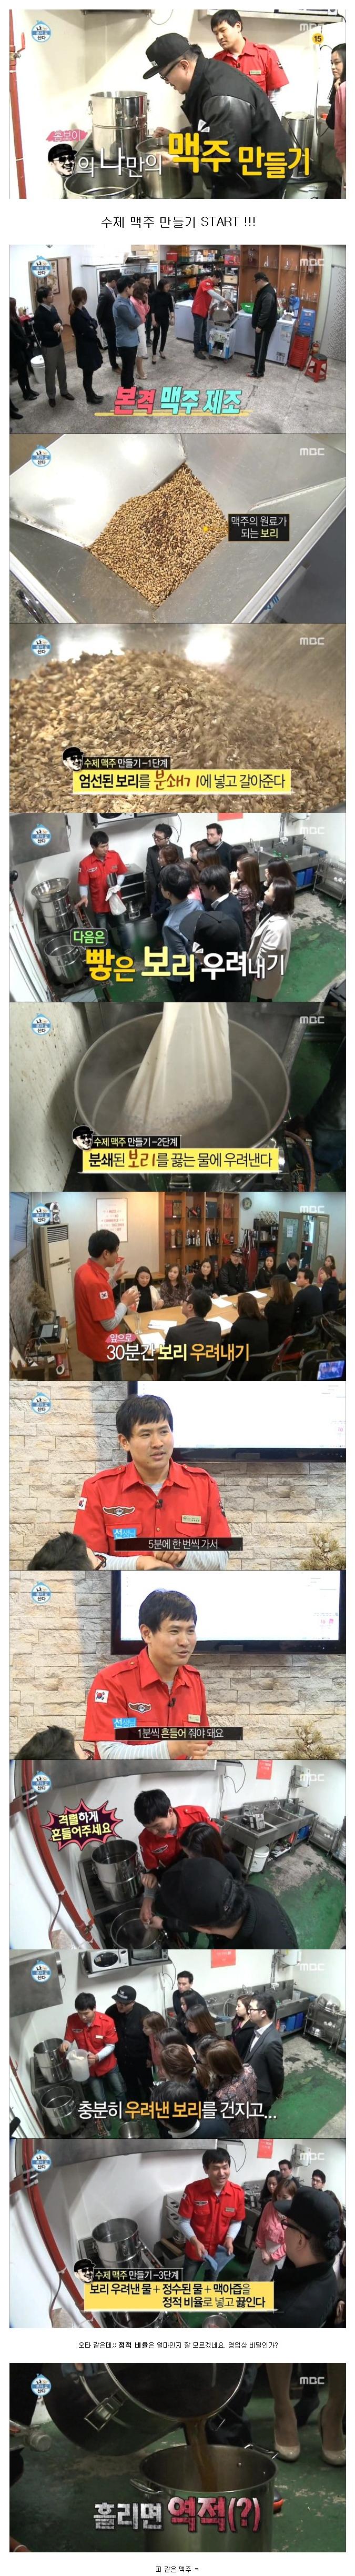 MBC
15
홍보이
의 나만의 맥주 만들기
수제 맥주 만들기 START !!!
MBC
본격 맥주 제조
MBC
맥주의 원료가
되는 보리
MBC
수제 맥주 만들기 -1단계
엄선된 보리를 분쇄기에 넣고 갈아준다
MBC
다음은
빻은 보리 우려내기
MBC
수제 맥주 만들기 -2단계
분쇄된 보리를 끓는 물에 우려낸다
MBC
앞으로
30분간 보리 우려내기
선생님
5분에 한 번씩 가서
선생님
1분씩 흔들어 줘야 돼요
MBC
격렬하게
흔들어주세요
MBC
충분히 우려낸 보리를 건지고...
MBC
수제 맥주 만들기 -3단계
보리 우려낸 물 + 정수된 물 + 맥아즙을
정적 비율로 넣고 끓인다
오타 같은데;; 정적 비율은 얼마인지 잘 모르겠네요. 영업상 비밀인가?
MBC
흘리면 역적(?)
피 같은 맥주 ㅋ